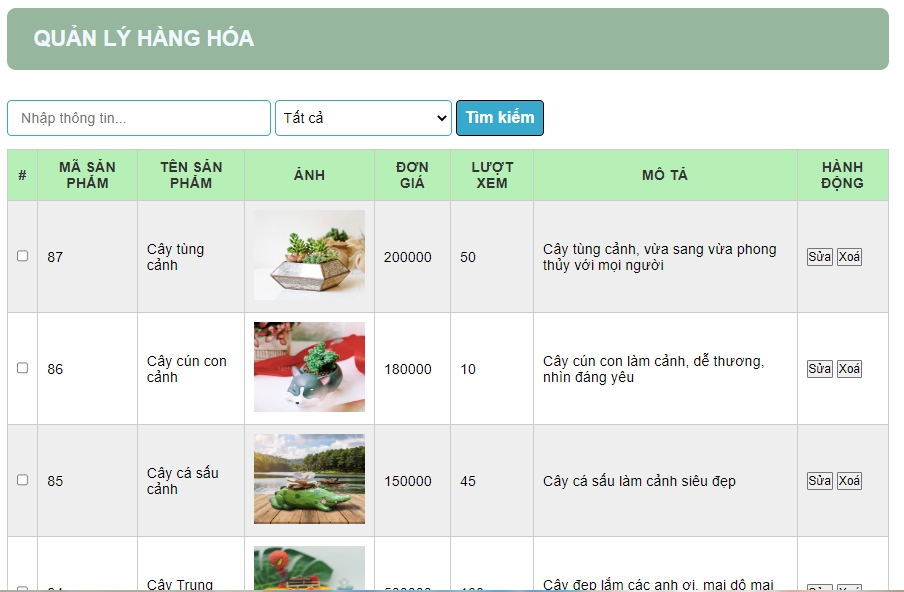 QUẢN LÝ HÀNG HÓA
Nhập thông tin...
Tất cả
Tìm kiếm
#
MÃ SẢN
PHẨM
TÊN SẢN
PHẨM
ẢNH
ĐƠN
GIÁ
LƯỢT
XEM
MÔ TẢ
HÀNH
ĐỘNG
87
Cây tùng
cảnh
200000
50
Cây tùng cảnh, vừa sang vừa phong
thủy với mọi người
Sửa
Xoá
86
Cây cún con
cảnh
180000
10
Cây cún con làm cảnh, dễ thương,
nhìn đáng yêu
Sửa
Xoá
85
Cây cá sấu
cảnh
150000
45
Cây cá sấu làm cảnh siêu đẹp
Sửa
Xoá
Cây Trung
Cây đẹp lắm các anh ơi, mại dô mại